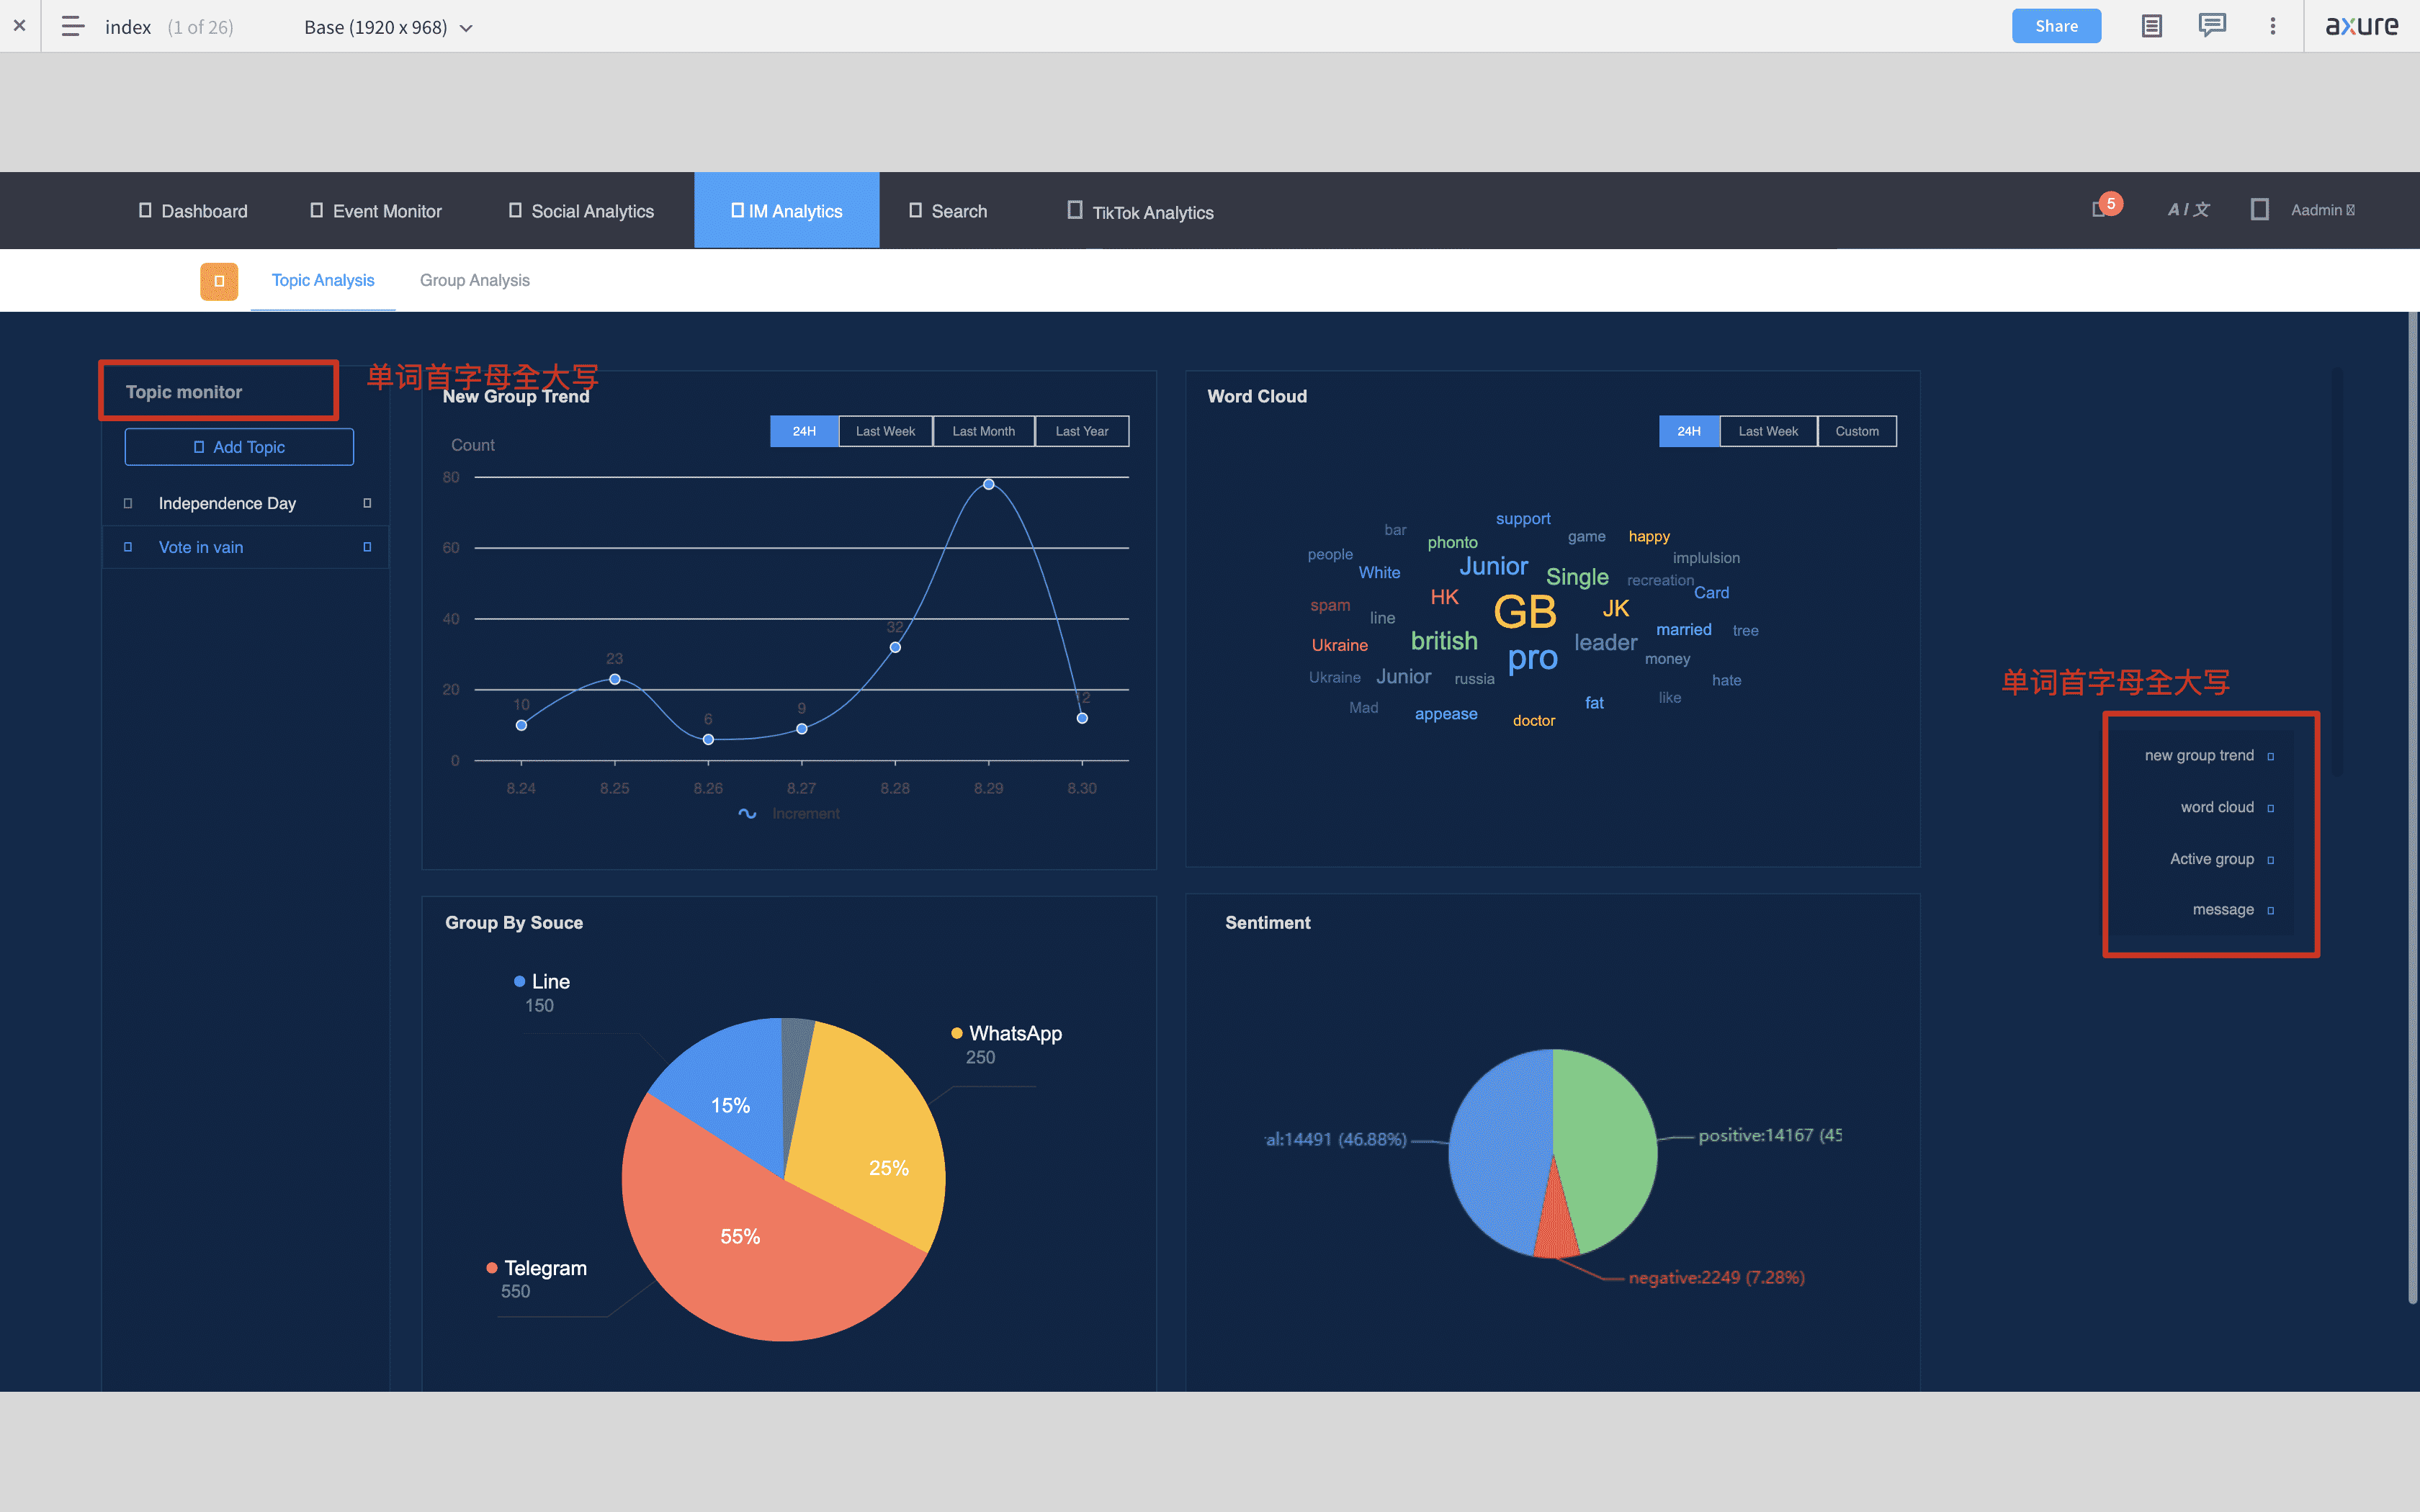 index (1 of 26) Base (1920 x 968) Share axure
Dashboard Event Monitor Social Analytics IM Analytics Search TikTok Analytics 5 A / 文 Aadmin
Topic Analysis Group Analysis
Topic monitor
单词首字母全大写
Add Topic
Independence Day
Vote in vain
New Group Trend
24H Last Week Last Month Last Year
Count
80
60
40
20
0
10
23
6
9
32
12
8.24 8.25 8.26 8.27 8.28 8.29 8.30
Increment
Word Cloud
24H Last Week Custom
support
bar
game
happy
phonto
people
implulsion
Junior
White
Single
recreation
Card
HK
spam
GB
JK
line
married
tree
Ukraine
british
leader
pro
money
Ukraine
Junior
russia
hate
like
fat
Mad
appease
doctor
单词首字母全大写
new group trend
word cloud
Active group
message
Group By Souce
Line
150
WhatsApp
250
15%
25%
55%
Telegram
550
Sentiment
al:14491 (46.88%)
positive:14167 (45
negative:2249 (7.28%)